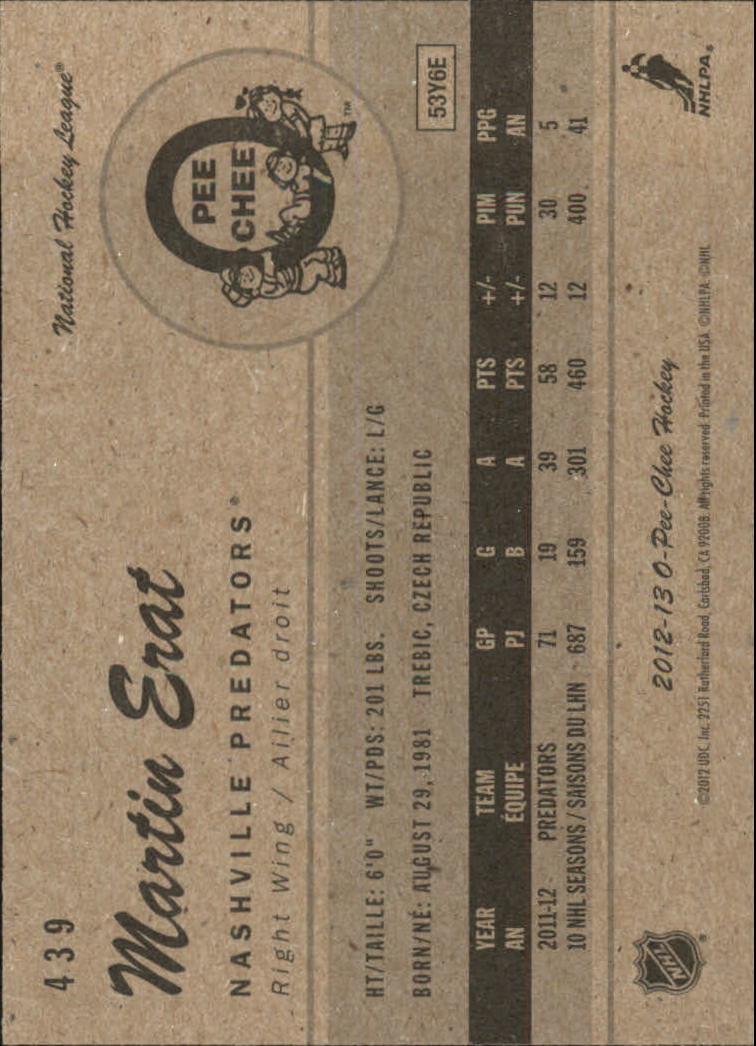 439
National Hockey League®
Martin Erat
NASHVILLE PREDATORS®
Right Wing / Ailier droit
O
PEE
CHEE
TM
HT/TAILLE: 6'0" WT/PDS: 201 LBS. SHOOTS/LANCE: L/G
BORN/NÉ: AUGUST 29, 1981 TREBIC, CZECH REPUBLIC
53Y6E
YEAR TEAM GP G A PTS +/- PIM PPG
AN ÉQUIPE PJ B A PTS +/- PUN AN
2011-12 PREDATORS 71 19 39 58 12 30 5
10 NHL SEASONS / SAISONS DU LHN 687 159 301 460 12 400 41
NHL®
2012-13 O-Pee-Chee Hockey
©2012 UDC, Inc. 2251 Rutherford Road, Carlsbad, CA 92008. All rights reserved. Printed in the USA. ©NHLPA. ©NHL
NHLPA®